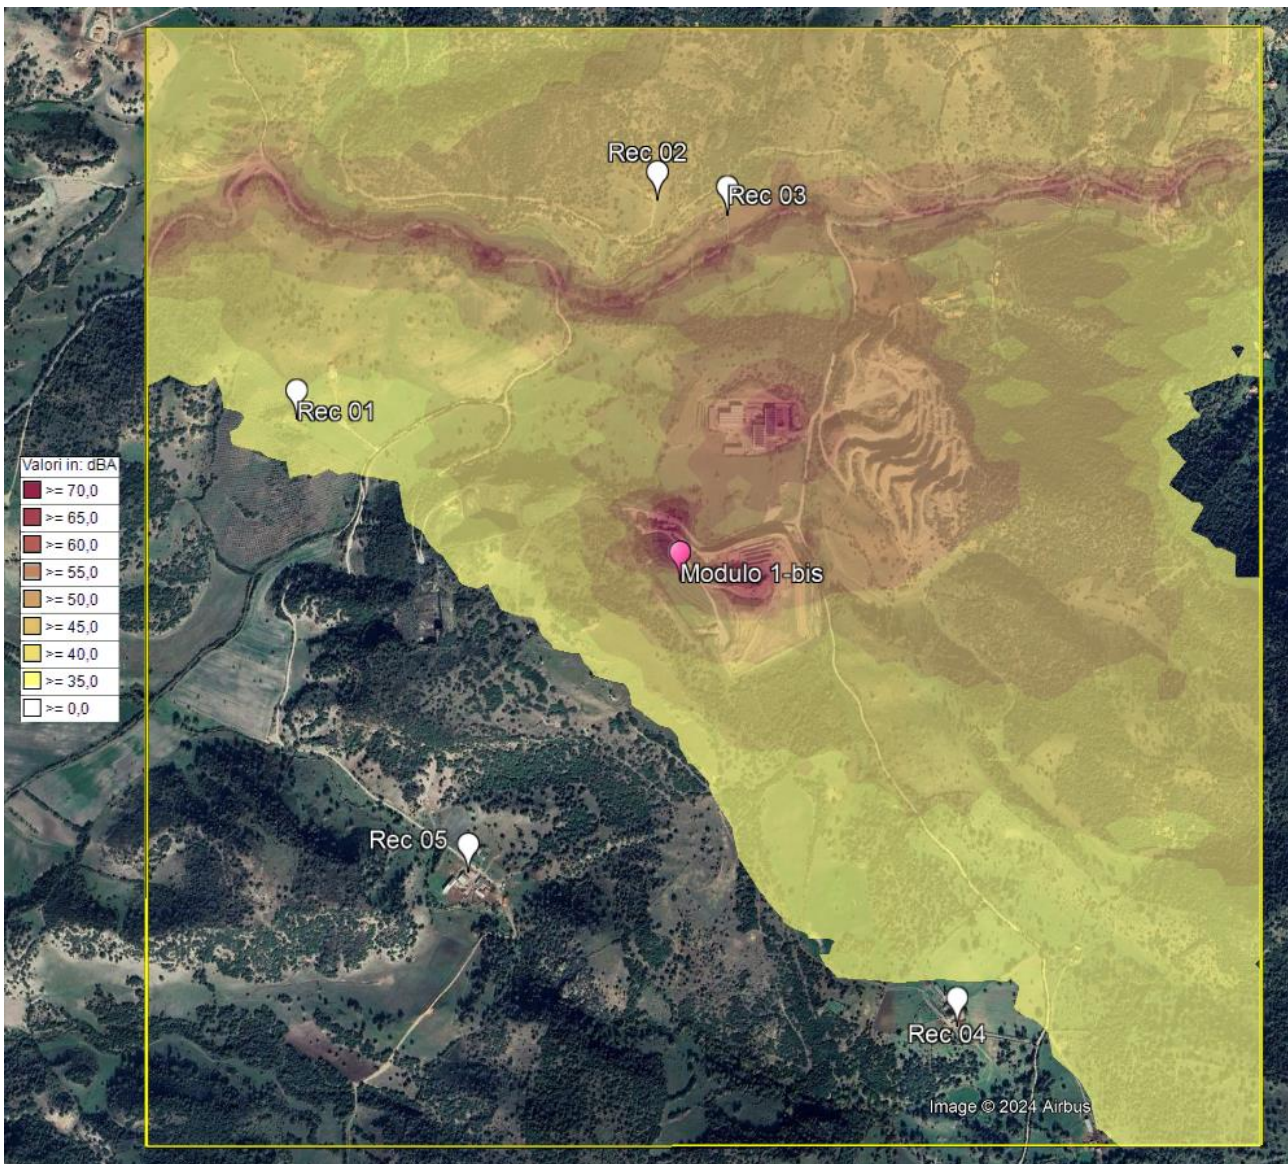 Rec 02
Rec 03
Rec 01
Valori in: dBA
>= 70,0
>= 65,0
>= 60,0
>= 55,0
>= 50,0
>= 45,0
>= 40,0
>= 35,0
>= 0,0
Modulo 1-bis
Rec 05
Rec 04
Image © 2024 Airbus